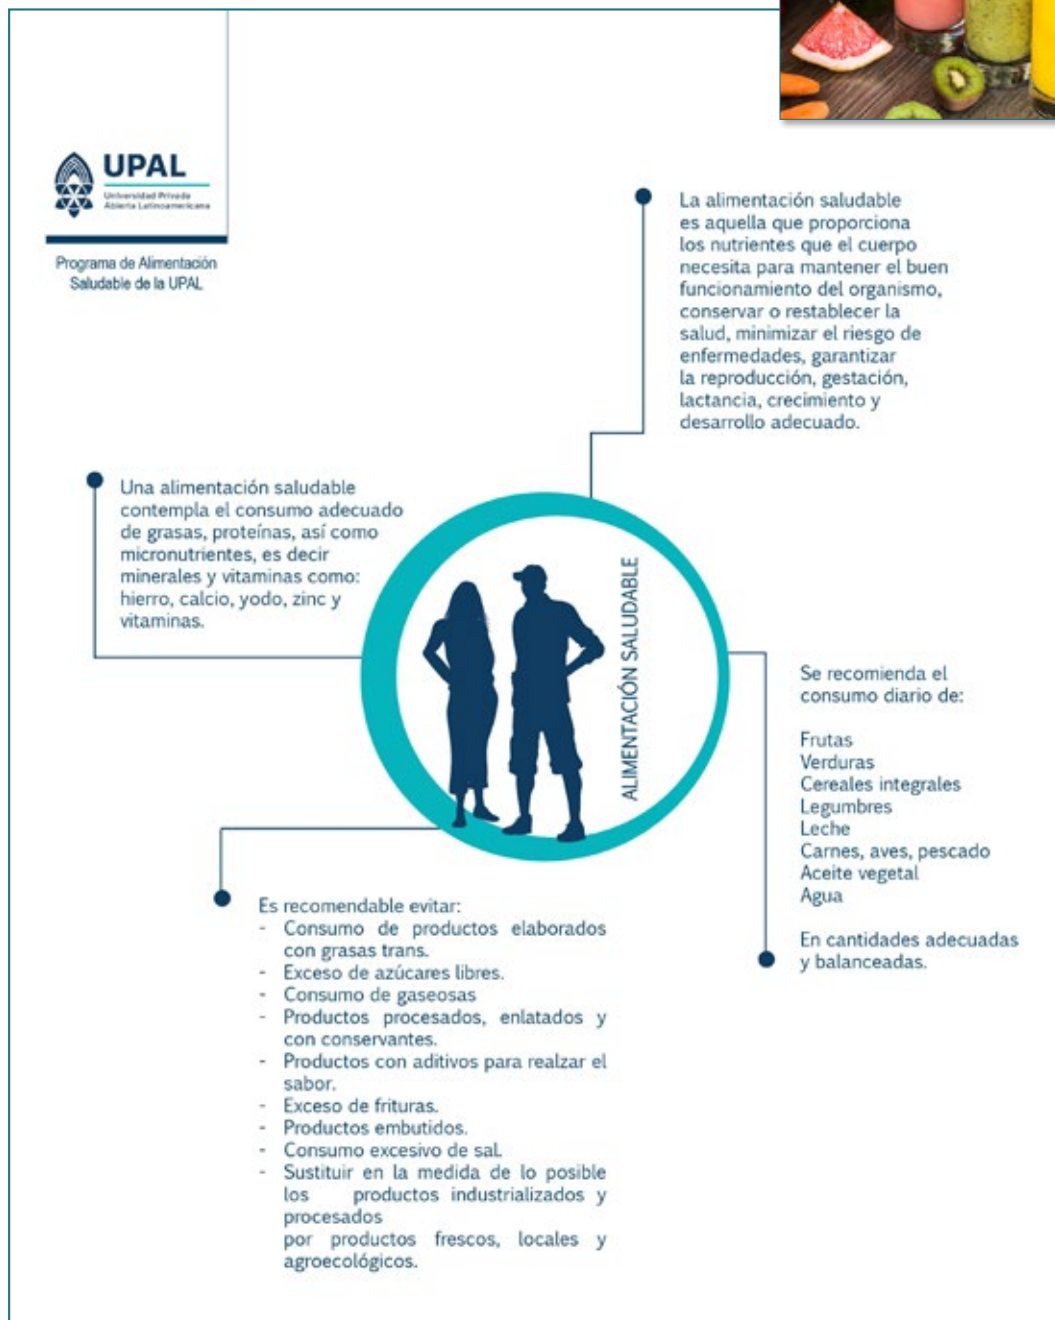 UPAL
Universidad Privada
Abierta Latinoamericana
Programa de Alimentación
Saludable de la UPAL
La alimentación saludable
es aquella que proporciona
los nutrientes que el cuerpo
necesita para mantener el buen
funcionamiento del organismo,
conservar o restablecer la
salud, minimizar el riesgo de
enfermedades, garantizar
la reproducción, gestación,
lactancia, crecimiento y
desarrollo adecuado.
Una alimentación saludable
contempla el consumo adecuado
de grasas, proteínas, así como
micronutrientes, es decir
minerales y vitaminas como:
hierro, calcio, yodo, zinc y
vitaminas.
ALIMENTACIÓN SALUDABLE
Se recomienda el
consumo diario de:
Frutas
Verduras
Cereales integrales
Legumbres
Leche
Carnes, aves, pescado
Aceite vegetal
Agua
En cantidades adecuadas
y balanceadas.
Es recomendable evitar:
- Consumo de productos elaborados
con grasas trans.
- Exceso de azúcares libres.
- Consumo de gaseosas
- Productos procesados, enlatados y
con conservantes.
- Productos con aditivos para realzar el
sabor.
- Exceso de frituras.
- Productos embutidos.
- Consumo excesivo de sal.
- Sustituir en la medida de lo posible
los productos industrializados y
procesados
por productos frescos, locales y
agroecológicos.